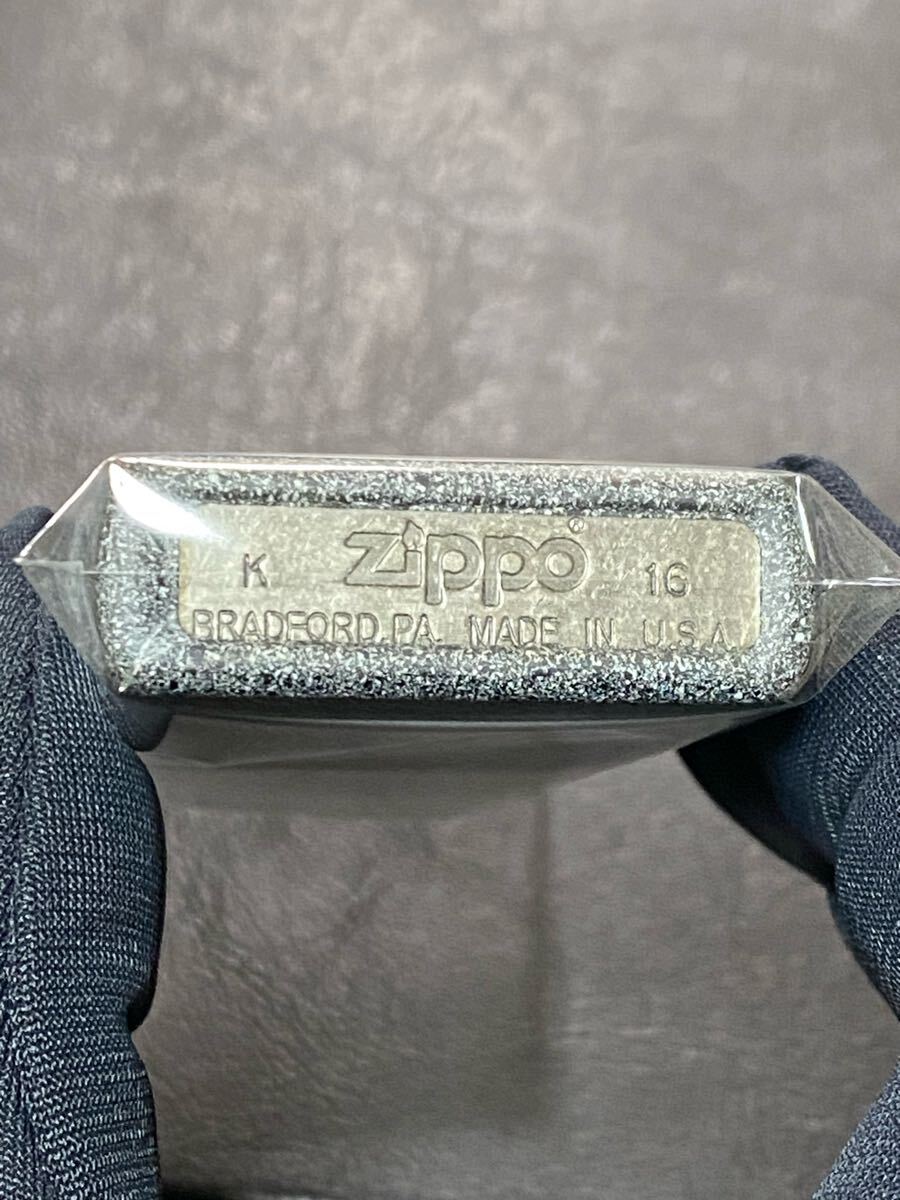 K Zippo® 16
BRADFORD, PA. MADE IN U.S.A.